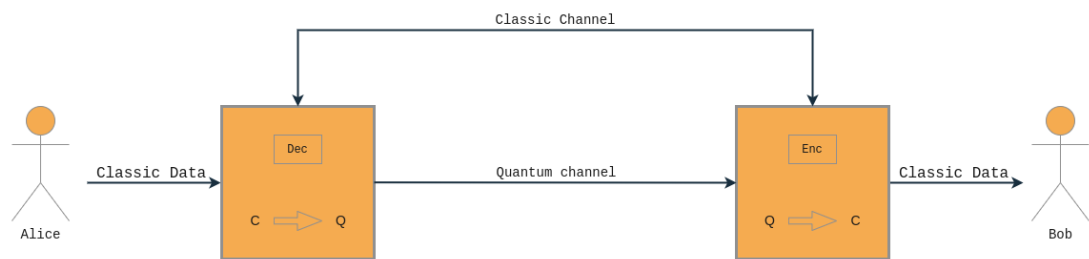 Classic Channel
Dec
Enc
Classic Data
Quantum channel
Classic Data
C
Q
Q
C
Alice
Bob